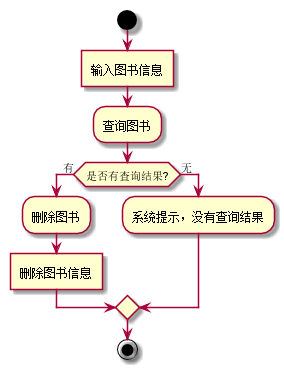 输入图书信息
查询图书
是否有查询结果?
有
无
删除图书
系统提示，没有查询结果
删除图书信息